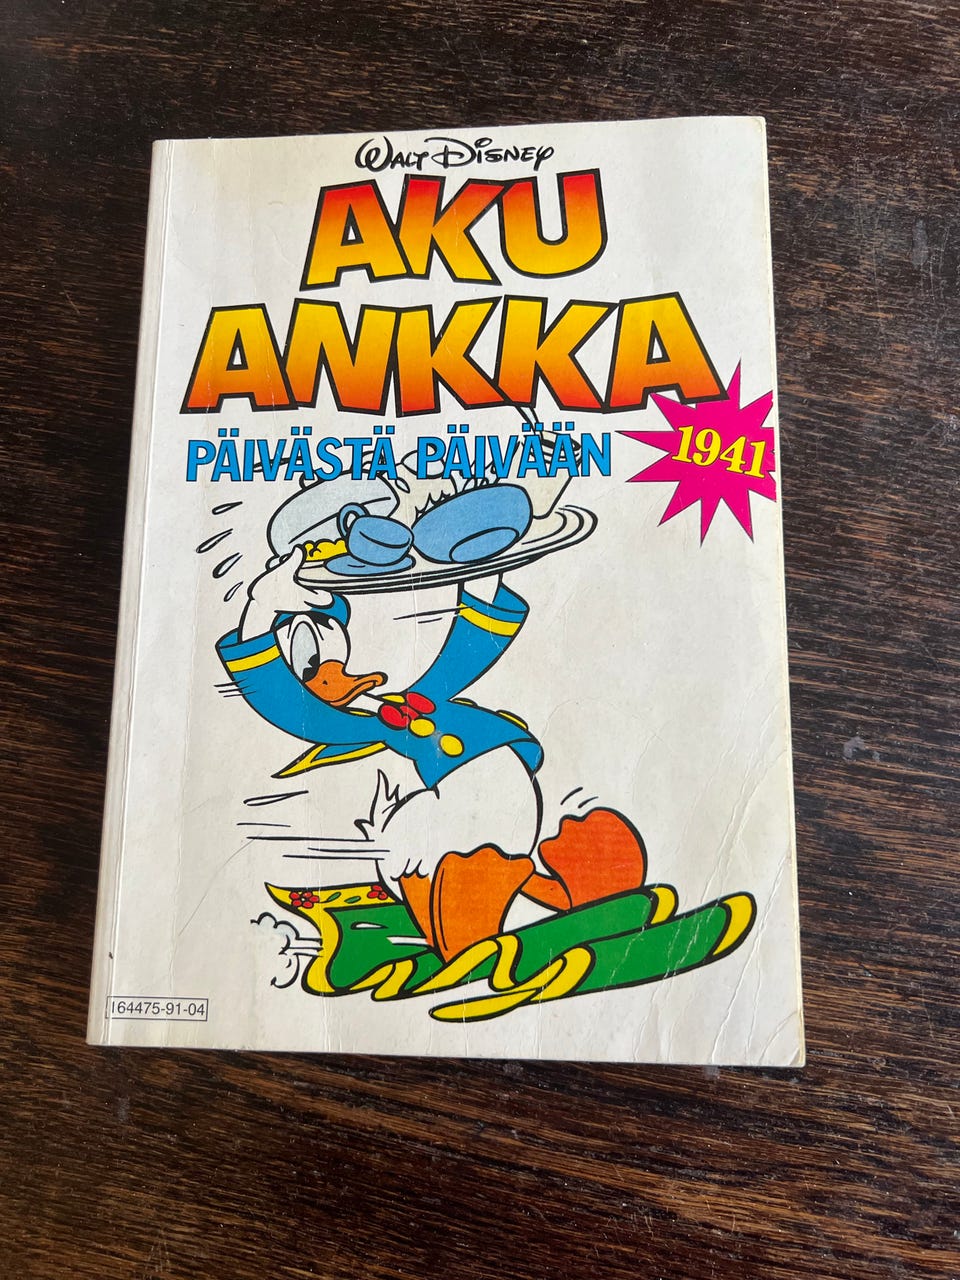 WALT DISNEY
AKU
ANKKA
PÄIVÄSTÄ PÄIVÄÄN
1941
164475-91-04